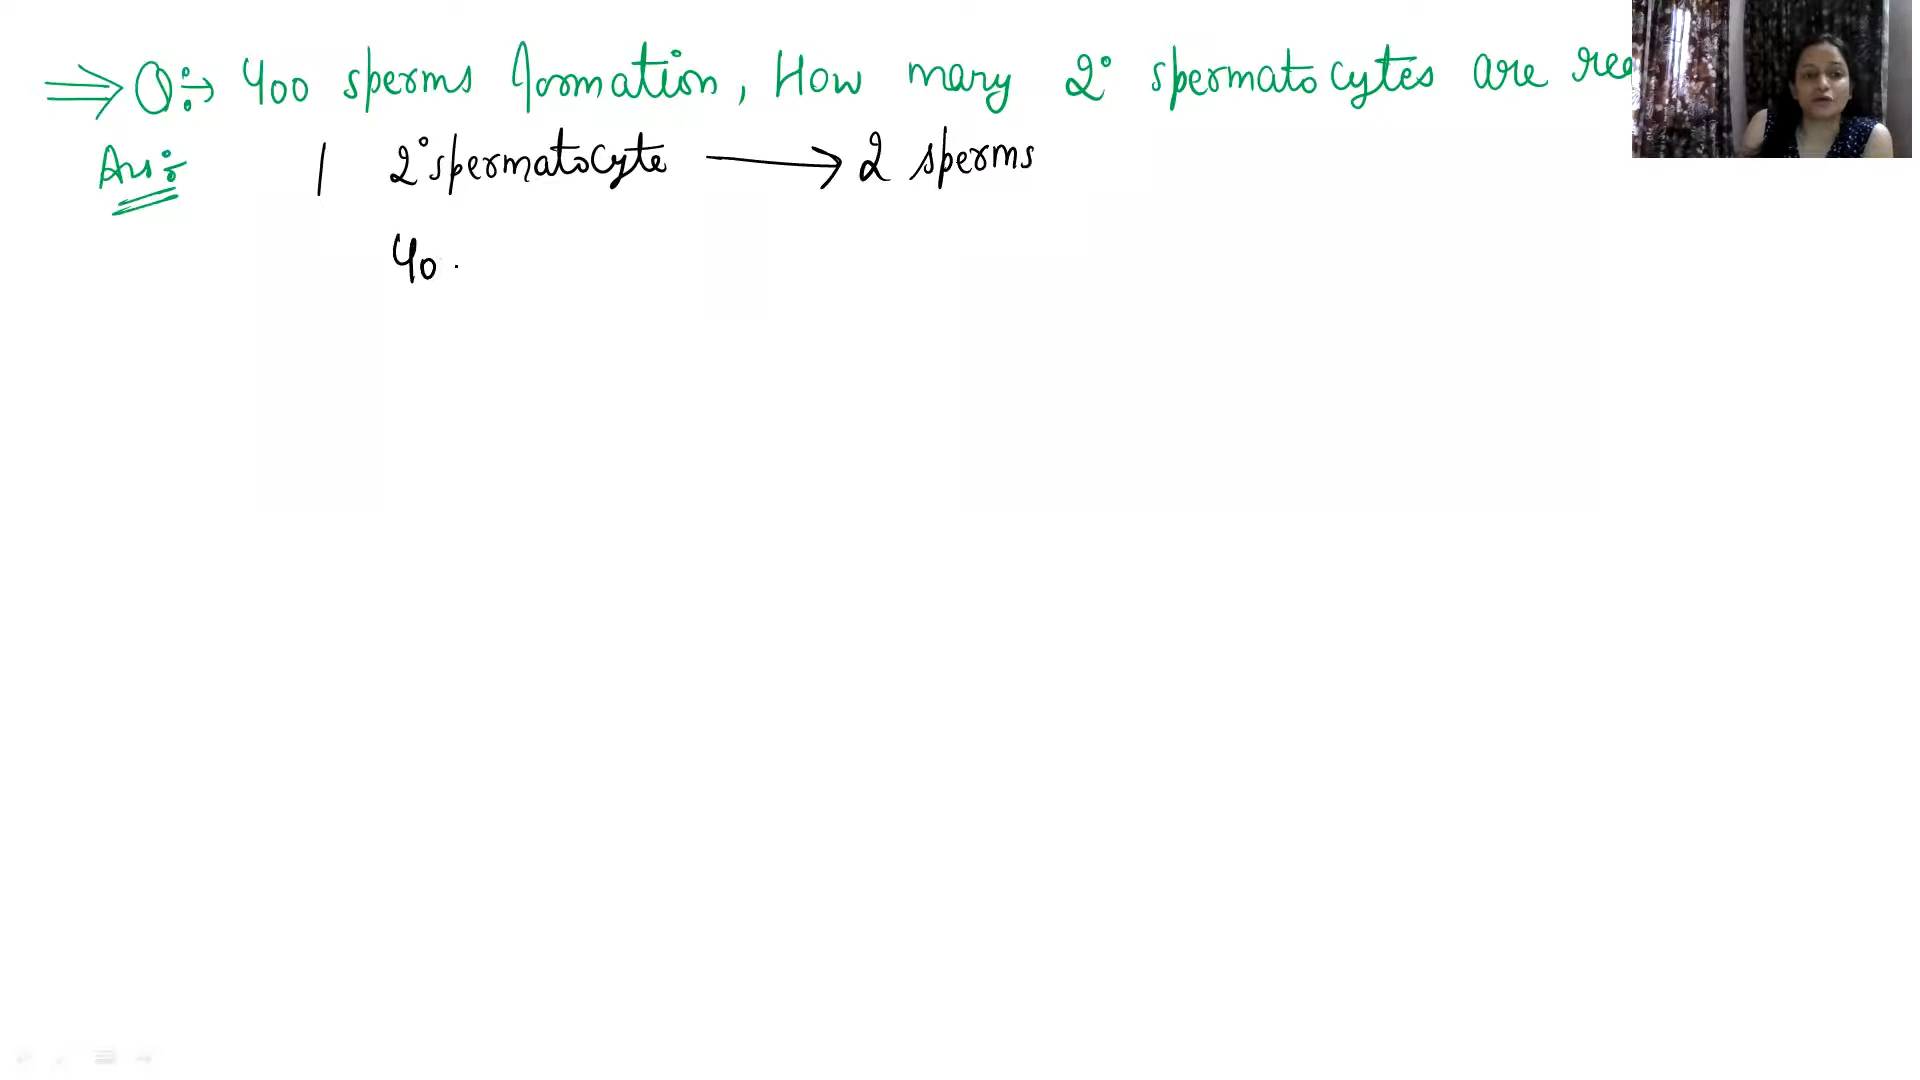 ⇒ Q:→ 400 sperms formation, How many 2° spermatocytes are req
Ans:
1 2° spermatocyte ⟶ 2 sperms
40